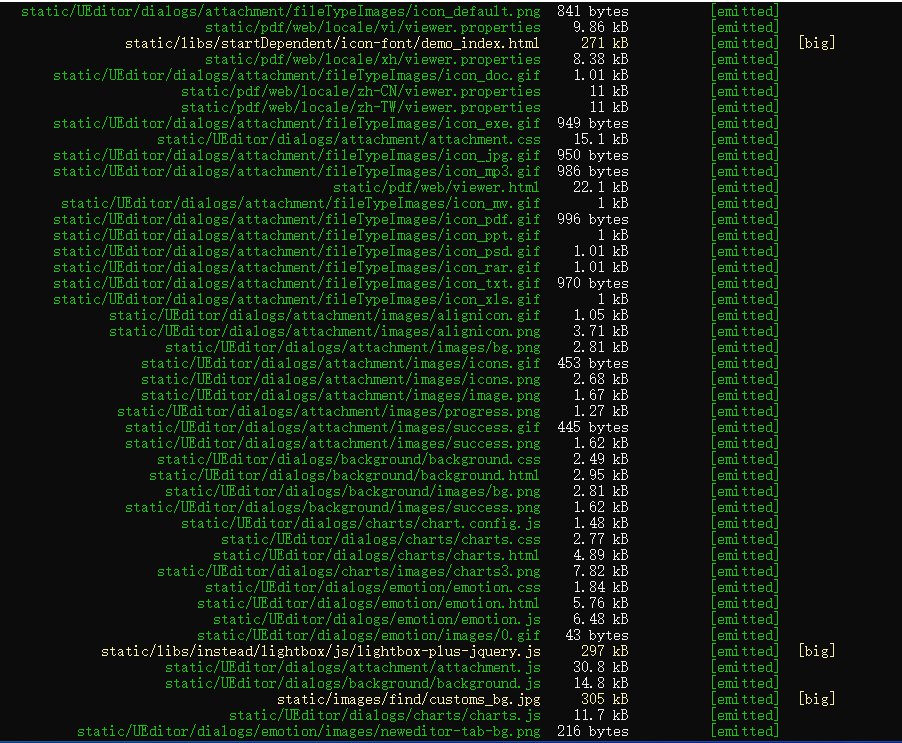 static/UEditor/dialogs/attachment/fileTypeImages/icon_default.png 841 bytes [emitted]
static/pdf/web/locale/vi/viewer.properties 9.86 kB [emitted]
static/libs/startDependent/icon-font/demo_index.html 271 kB [emitted] [big]
static/pdf/web/locale/xh/viewer.properties 8.38 kB [emitted]
static/UEditor/dialogs/attachment/fileTypeImages/icon_doc.gif 1.01 kB [emitted]
static/pdf/web/locale/zh-CN/viewer.properties 11 kB [emitted]
static/pdf/web/locale/zh-TW/viewer.properties 11 kB [emitted]
static/UEditor/dialogs/attachment/fileTypeImages/icon_exe.gif 949 bytes [emitted]
static/UEditor/dialogs/attachment/attachment.css 15.1 kB [emitted]
static/UEditor/dialogs/attachment/fileTypeImages/icon_jpg.gif 950 bytes [emitted]
static/UEditor/dialogs/attachment/fileTypeImages/icon_mp3.gif 986 bytes [emitted]
static/pdf/web/viewer.html 22.1 kB [emitted]
static/UEditor/dialogs/attachment/fileTypeImages/icon_mv.gif 1 kB [emitted]
static/UEditor/dialogs/attachment/fileTypeImages/icon_pdf.gif 996 bytes [emitted]
static/UEditor/dialogs/attachment/fileTypeImages/icon_ppt.gif 1 kB [emitted]
static/UEditor/dialogs/attachment/fileTypeImages/icon_psd.gif 1.01 kB [emitted]
static/UEditor/dialogs/attachment/fileTypeImages/icon_rar.gif 1.01 kB [emitted]
static/UEditor/dialogs/attachment/fileTypeImages/icon_txt.gif 970 bytes [emitted]
static/UEditor/dialogs/attachment/fileTypeImages/icon_xls.gif 1 kB [emitted]
static/UEditor/dialogs/attachment/images/alignicon.gif 1.05 kB [emitted]
static/UEditor/dialogs/attachment/images/alignicon.png 3.71 kB [emitted]
static/UEditor/dialogs/attachment/images/bg.png 2.81 kB [emitted]
static/UEditor/dialogs/attachment/images/icons.gif 453 bytes [emitted]
static/UEditor/dialogs/attachment/images/icons.png 2.68 kB [emitted]
static/UEditor/dialogs/attachment/images/image.png 1.67 kB [emitted]
static/UEditor/dialogs/attachment/images/progress.png 1.27 kB [emitted]
static/UEditor/dialogs/attachment/images/success.gif 445 bytes [emitted]
static/UEditor/dialogs/attachment/images/success.png 1.62 kB [emitted]
static/UEditor/dialogs/background/background.css 2.49 kB [emitted]
static/UEditor/dialogs/background/background.html 2.95 kB [emitted]
static/UEditor/dialogs/background/images/bg.png 2.81 kB [emitted]
static/UEditor/dialogs/background/images/success.png 1.62 kB [emitted]
static/UEditor/dialogs/charts/chart.config.js 1.48 kB [emitted]
static/UEditor/dialogs/charts/charts.css 2.77 kB [emitted]
static/UEditor/dialogs/charts/charts.html 4.89 kB [emitted]
static/UEditor/dialogs/charts/images/charts3.png 7.82 kB [emitted]
static/UEditor/dialogs/emotion/emotion.css 1.84 kB [emitted]
static/UEditor/dialogs/emotion/emotion.html 5.76 kB [emitted]
static/UEditor/dialogs/emotion/emotion.js 6.48 kB [emitted]
static/UEditor/dialogs/emotion/images/0.gif 43 bytes [emitted]
static/libs/instead/lightbox/js/lightbox-plus-jquery.js 297 kB [emitted] [big]
static/UEditor/dialogs/attachment/attachment.js 30.8 kB [emitted]
static/UEditor/dialogs/background/background.js 14.8 kB [emitted]
static/images/find/customs_bg.jpg 305 kB [emitted] [big]
static/UEditor/dialogs/charts/charts.js 11.7 kB [emitted]
static/UEditor/dialogs/emotion/images/neweditor-tab-bg.png 216 bytes [emitted]